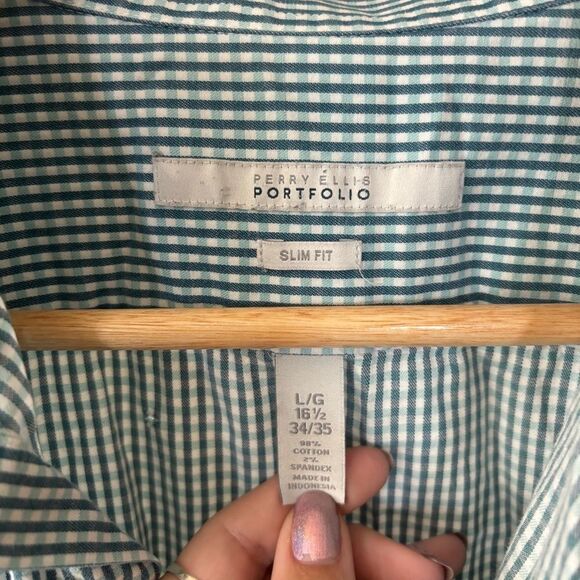 PERRY ELLIS
PORTFOLIO
SLIM FIT
L/G
16 ½
34/35
98%
COTTON
2%
SPANDEX
MADE IN
INDONESIA